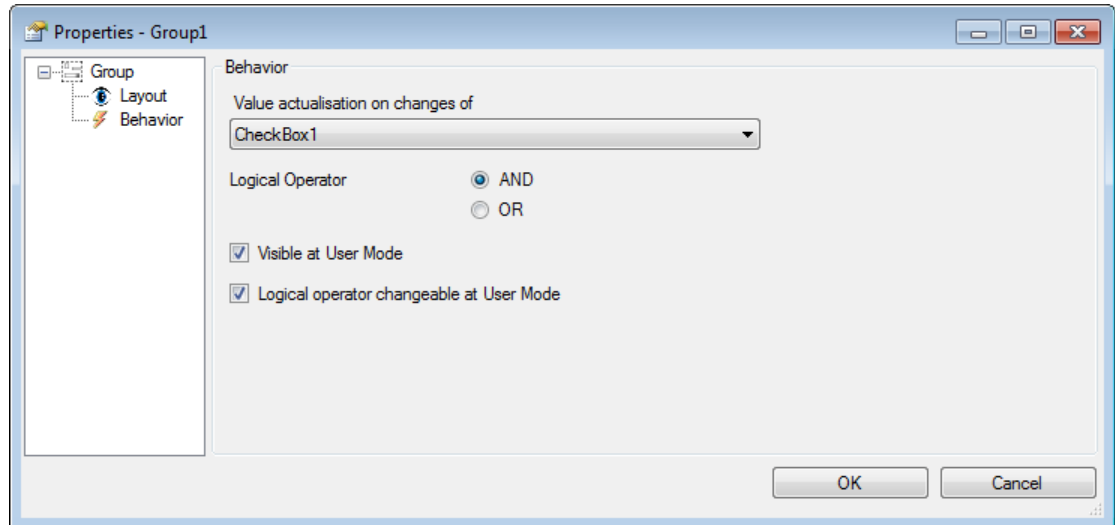 Properties - Group1
Group
Layout
Behavior
Behavior
Value actualisation on changes of
CheckBox1
Logical Operator
AND
OR
Visible at User Mode
Logical operator changeable at User Mode
OK
Cancel